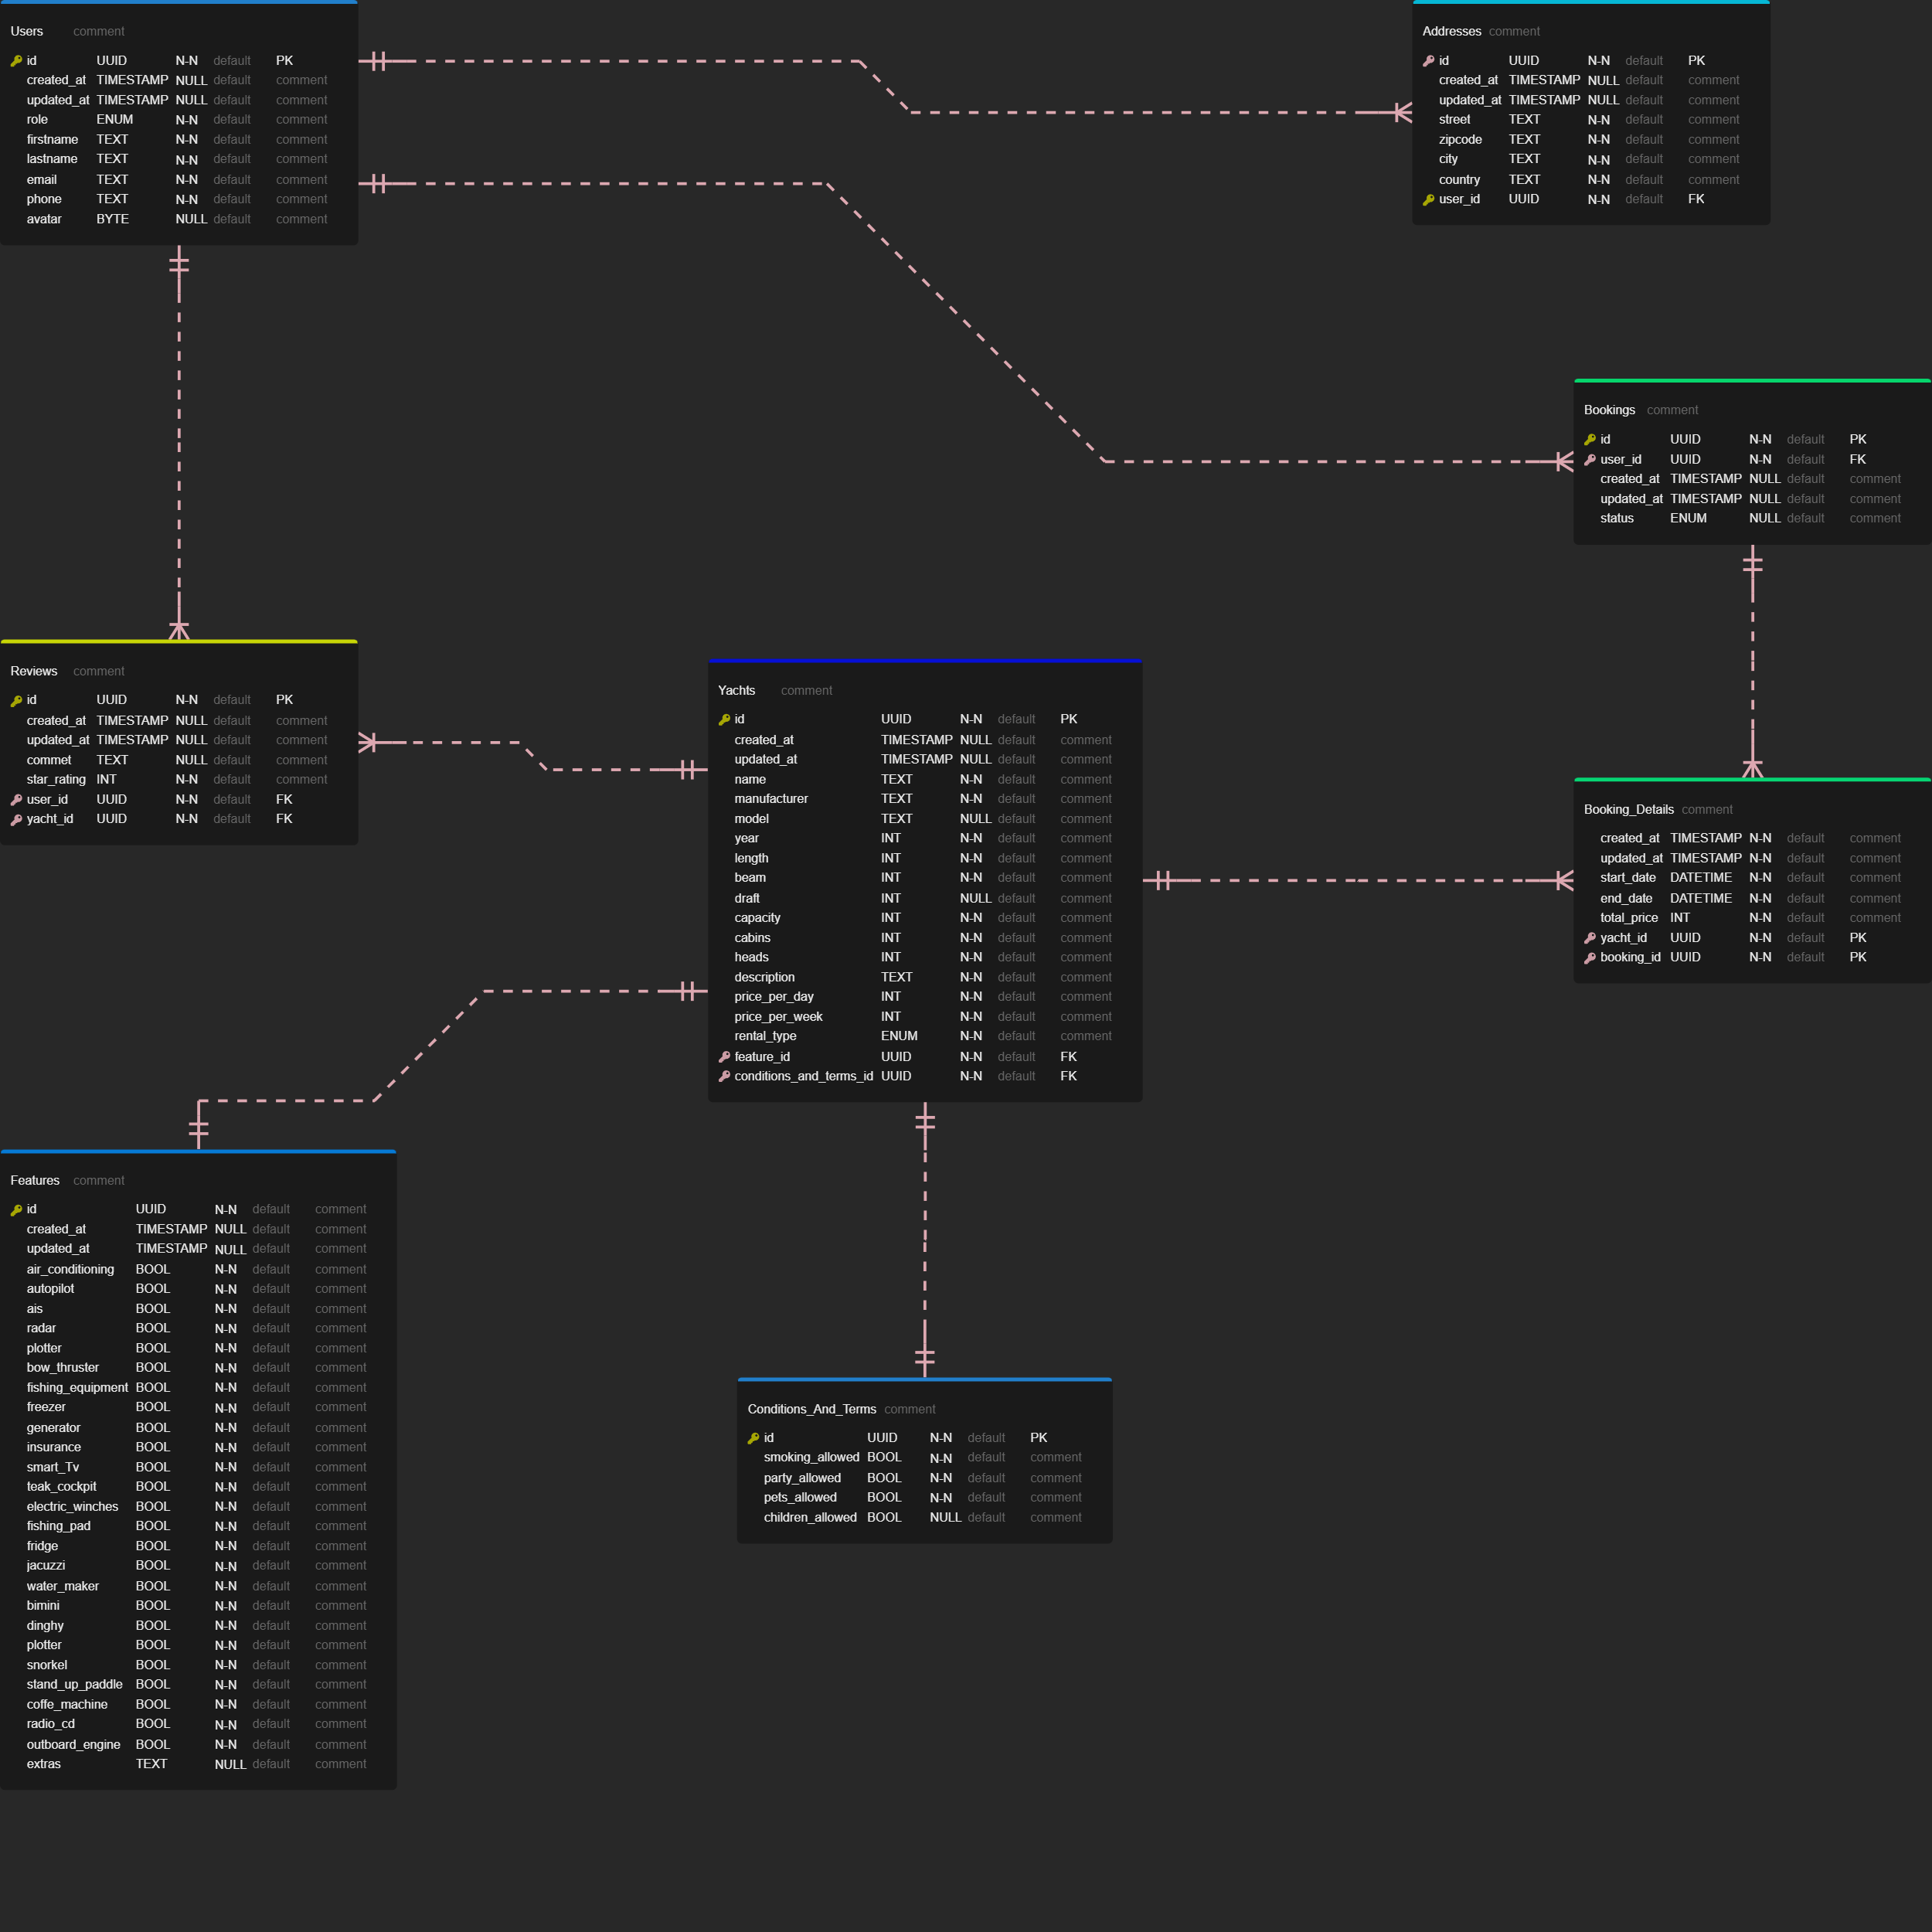 Users comment
id UUID N-N default PK
created_at TIMESTAMP NULL default comment
updated_at TIMESTAMP NULL default comment
role ENUM N-N default comment
firstname TEXT N-N default comment
lastname TEXT N-N default comment
email TEXT N-N default comment
phone TEXT N-N default comment
avatar BYTE NULL default comment
Addresses comment
id UUID N-N default PK
created_at TIMESTAMP NULL default comment
updated_at TIMESTAMP NULL default comment
street TEXT N-N default comment
zipcode TEXT N-N default comment
city TEXT N-N default comment
country TEXT N-N default comment
user_id UUID N-N default FK
Bookings comment
id UUID N-N default PK
user_id UUID N-N default FK
created_at TIMESTAMP NULL default comment
updated_at TIMESTAMP NULL default comment
status ENUM NULL default comment
Reviews comment
id UUID N-N default PK
created_at TIMESTAMP NULL default comment
updated_at TIMESTAMP NULL default comment
commet TEXT NULL default comment
star_rating INT N-N default comment
user_id UUID N-N default FK
yacht_id UUID N-N default FK
Yachts comment
id UUID N-N default PK
created_at TIMESTAMP NULL default comment
updated_at TIMESTAMP NULL default comment
name TEXT N-N default comment
manufacturer TEXT N-N default comment
model TEXT NULL default comment
year INT N-N default comment
length INT N-N default comment
beam INT N-N default comment
draft INT NULL default comment
capacity INT N-N default comment
cabins INT N-N default comment
heads INT N-N default comment
description TEXT N-N default comment
price_per_day INT N-N default comment
price_per_week INT N-N default comment
rental_type ENUM N-N default comment
feature_id UUID N-N default FK
conditions_and_terms_id UUID N-N default FK
Booking_Details comment
created_at TIMESTAMP N-N default comment
updated_at TIMESTAMP N-N default comment
start_date DATETIME N-N default comment
end_date DATETIME N-N default comment
total_price INT N-N default comment
yacht_id UUID N-N default PK
booking_id UUID N-N default PK
Features comment
id UUID N-N default comment
created_at TIMESTAMP NULL default comment
updated_at TIMESTAMP NULL default comment
air_conditioning BOOL N-N default comment
autopilot BOOL N-N default comment
ais BOOL N-N default comment
radar BOOL N-N default comment
plotter BOOL N-N default comment
bow_thruster BOOL N-N default comment
fishing_equipment BOOL N-N default comment
freezer BOOL N-N default comment
generator BOOL N-N default comment
insurance BOOL N-N default comment
smart_Tv BOOL N-N default comment
teak_cockpit BOOL N-N default comment
electric_winches BOOL N-N default comment
fishing_pad BOOL N-N default comment
fridge BOOL N-N default comment
jacuzzi BOOL N-N default comment
water_maker BOOL N-N default comment
bimini BOOL N-N default comment
dinghy BOOL N-N default comment
plotter BOOL N-N default comment
snorkel BOOL N-N default comment
stand_up_paddle BOOL N-N default comment
coffe_machine BOOL N-N default comment
radio_cd BOOL N-N default comment
outboard_engine BOOL N-N default comment
extras TEXT NULL default comment
Conditions_And_Terms comment
id UUID N-N default PK
smoking_allowed BOOL N-N default comment
party_allowed BOOL N-N default comment
pets_allowed BOOL N-N default comment
children_allowed BOOL NULL default comment